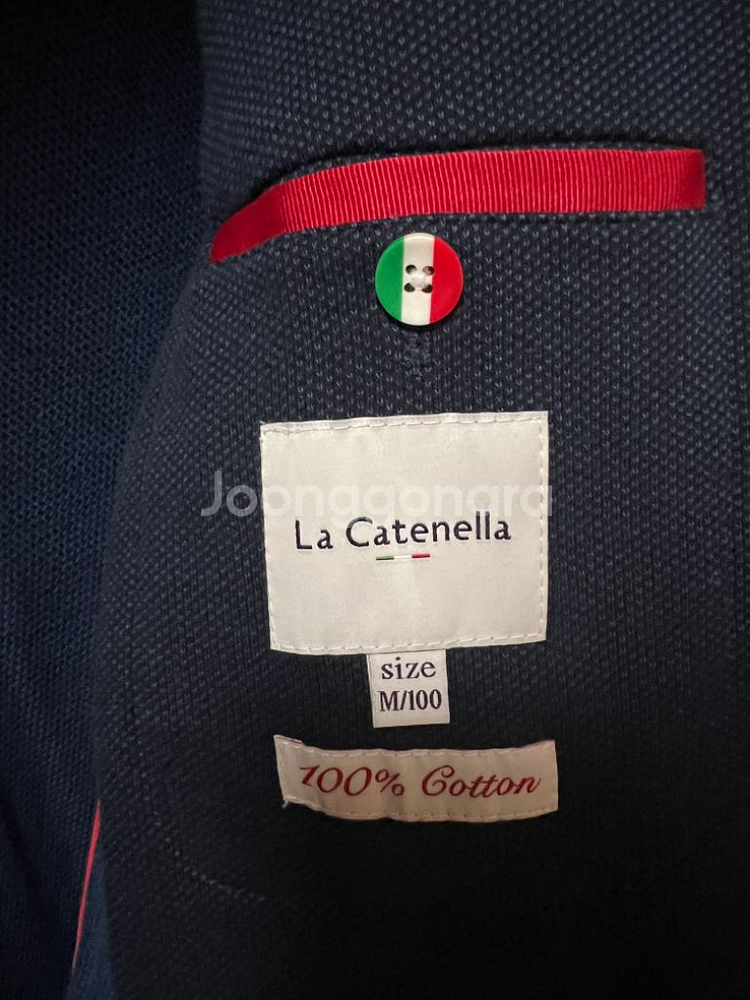 Joonggonara
La Catenella
size
M/100
100% Cotton